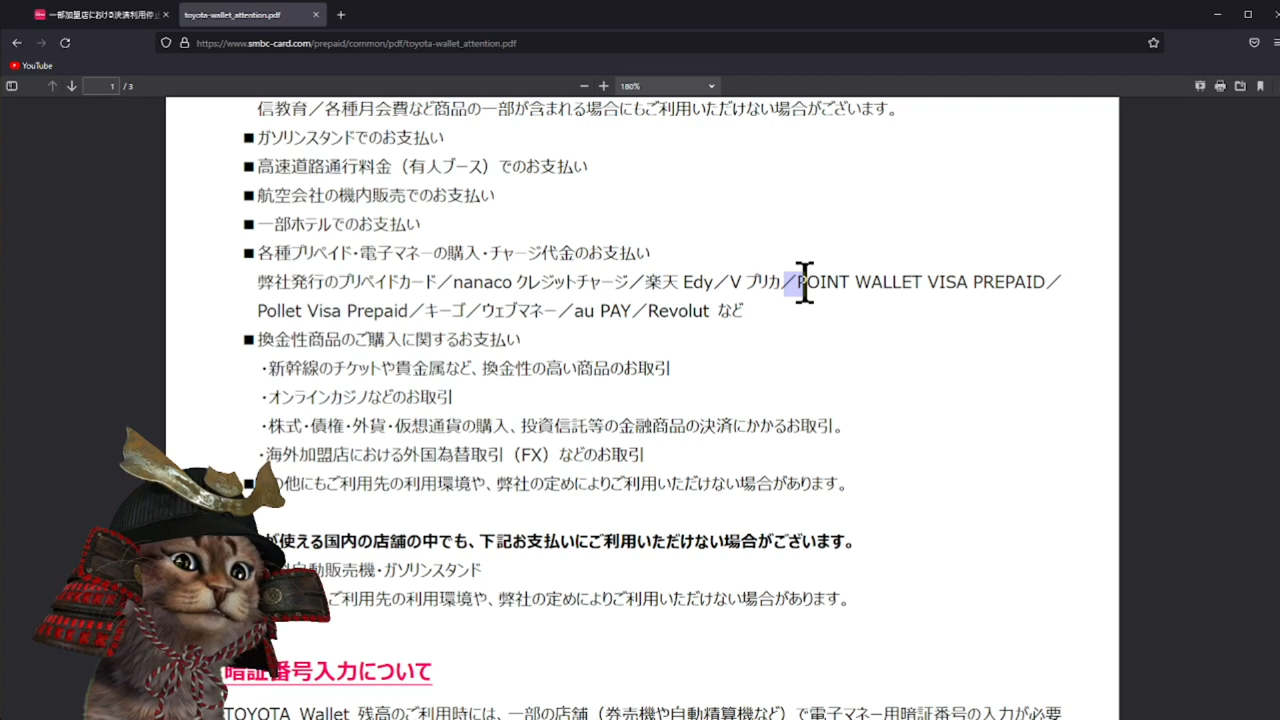 一部加盟店における決済利用停止
toyota-wallet_attention.pdf
https://www.smbc-card.com/prepaid/common/pdf/toyota-wallet_attention.pdf
YouTube
1 / 3
180%
信教育／各種月会費など商品の一部が含まれる場合にもご利用いただけない場合がございます。
■ガソリンスタンドでのお支払い
■高速道路通行料金（有人ブース）でのお支払い
■航空会社の機内販売でのお支払い
■一部ホテルでのお支払い
■各種プリペイド・電子マネーの購入・チャージ代金のお支払い
弊社発行のプリペイドカード／nanaco クレジットチャージ／楽天 Edy／V プリカ／POINT WALLET VISA PREPAID／
Pollet Visa Prepaid／キーゴ／ウェブマネー／au PAY／Revolut など
■換金性商品のご購入に関するお支払い
・新幹線のチケットや貴金属など、換金性の高い商品のお取引
・オンラインカジノなどのお取引
・株式・債権・外貨・仮想通貨の購入、投資信託等の金融商品の決済にかかるお取引。
・海外加盟店における外国為替取引（FX）などのお取引
■の他にもご利用先の利用環境や、弊社の定めによりご利用いただけない場合があります。
が使える国内の店舗の中でも、下記お支払いにご利用いただけない場合がございます。
自動販売機・ガソリンスタンド
ご利用先の利用環境や、弊社の定めによりご利用いただけない場合があります。
暗証番号入力について
TOYOTA Wallet 残高のご利用時には、一部の店舗（券売機や自動精算機など）で電子マネー用暗証番号の入力が必要